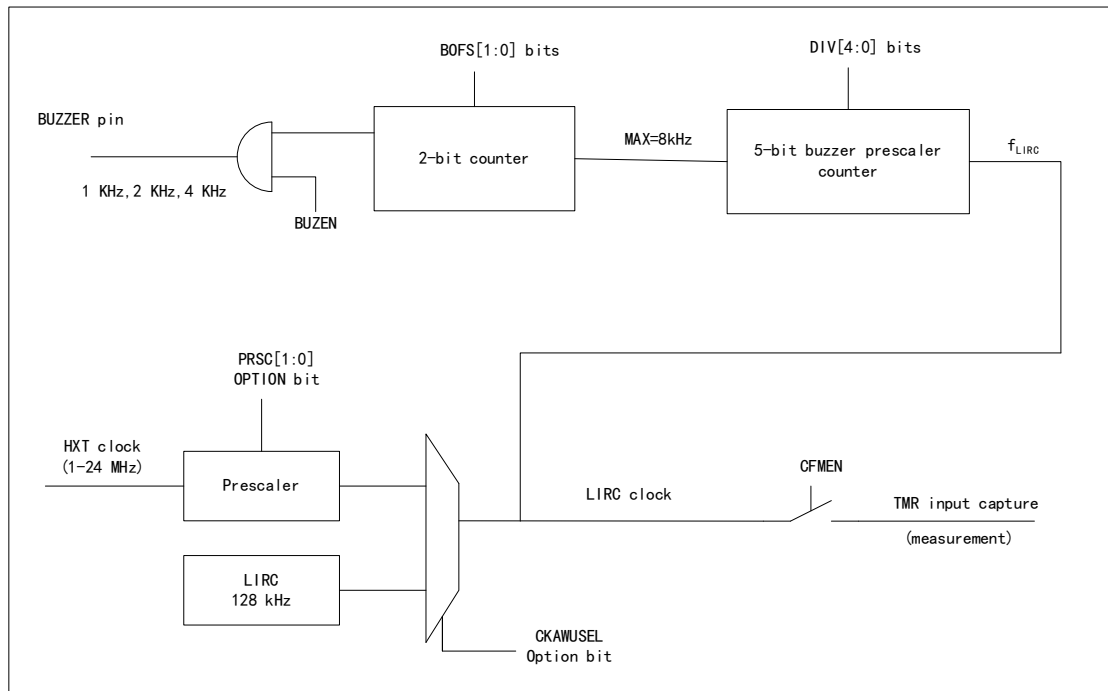 BOFS[1:0] bits
DIV[4:0] bits
BUZZER pin
2-bit counter
MAX=8kHz
5-bit buzzer prescaler
counter
fLIRC
1 KHz,2 KHz,4 KHz
BUZEN
PRSC[1:0]
OPTION bit
HXT clock
(1-24 MHz)
Prescaler
LIRC clock
CFMEN
TMR input capture
(measurement)
LIRC
128 kHz
CKAWUSEL
Option bit